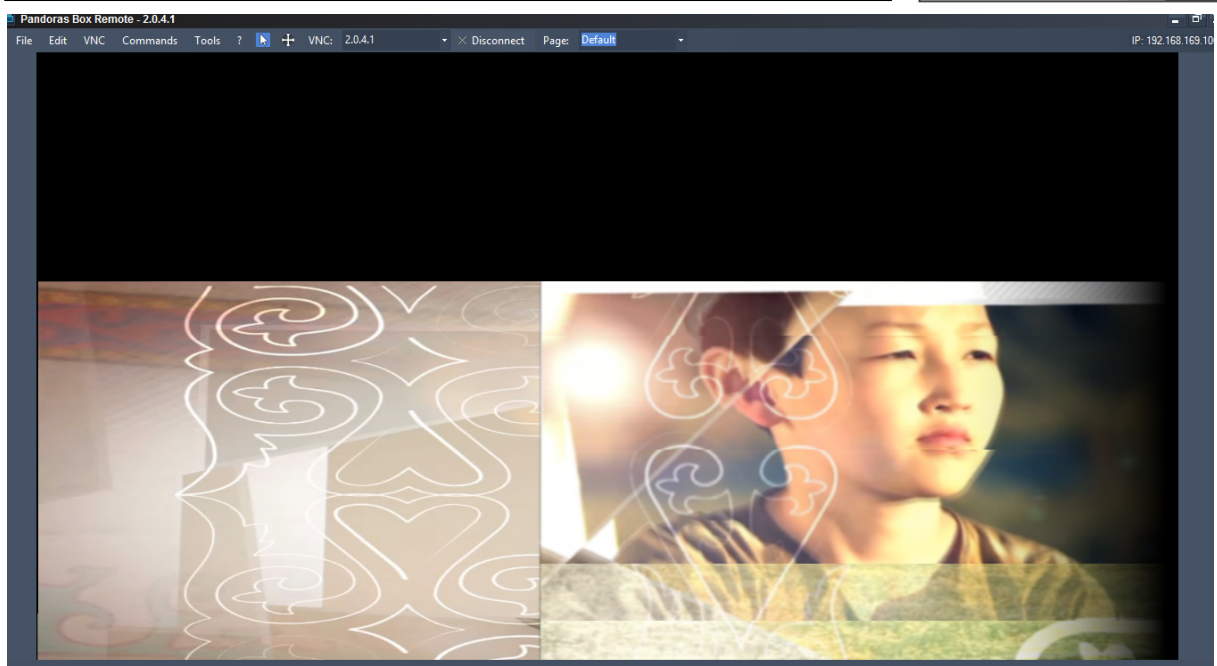 Pandoras Box Remote - 2.0.4.1
File Edit VNC Commands Tools ? VNC: 2.0.4.1 Disconnect Page: Default IP: 192.168.169.10